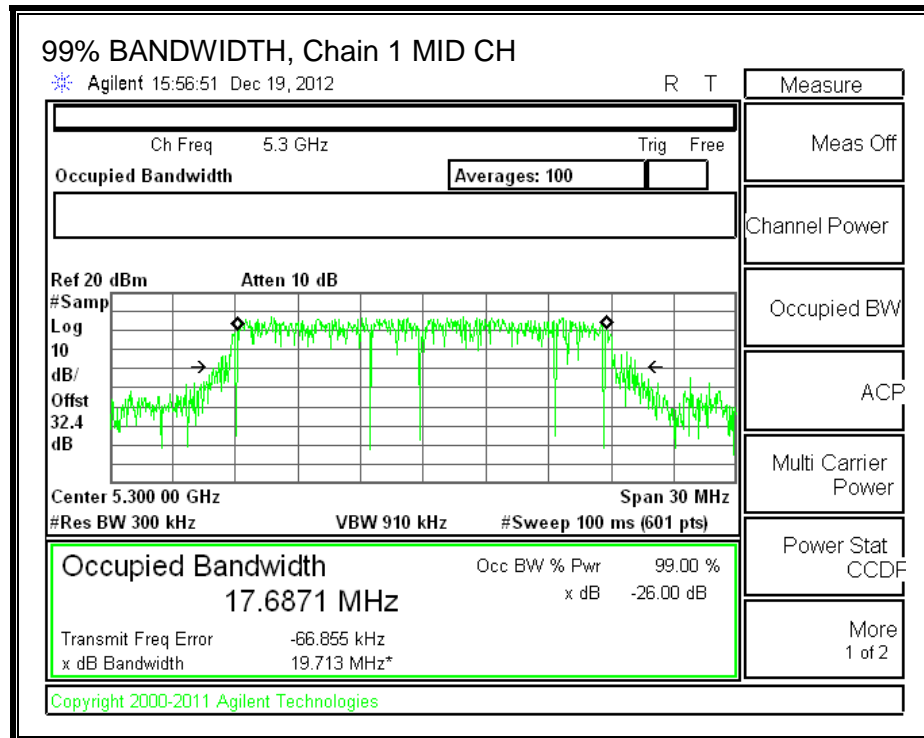 99% BANDWIDTH, Chain 1 MID CH
Agilent 15:56:51 Dec 19, 2012 R T
Measure
Ch Freq 5.3 GHz Trig Free
Meas Off
Occupied Bandwidth Averages: 100
Channel Power
Ref 20 dBm Atten 10 dB
#Samp
Log
10
dB/
Offst
32.4
dB
Occupied BW
ACP
Multi Carrier
Power
Center 5.300 00 GHz Span 30 MHz
#Res BW 300 kHz VBW 910 kHz #Sweep 100 ms (601 pts)
Power Stat
CCDF
Occupied Bandwidth
17.6871 MHz
Occ BW % Pwr 99.00 %
x dB -26.00 dB
Transmit Freq Error -66.855 kHz
x dB Bandwidth 19.713 MHz*
More
1 of 2
Copyright 2000-2011 Agilent Technologies